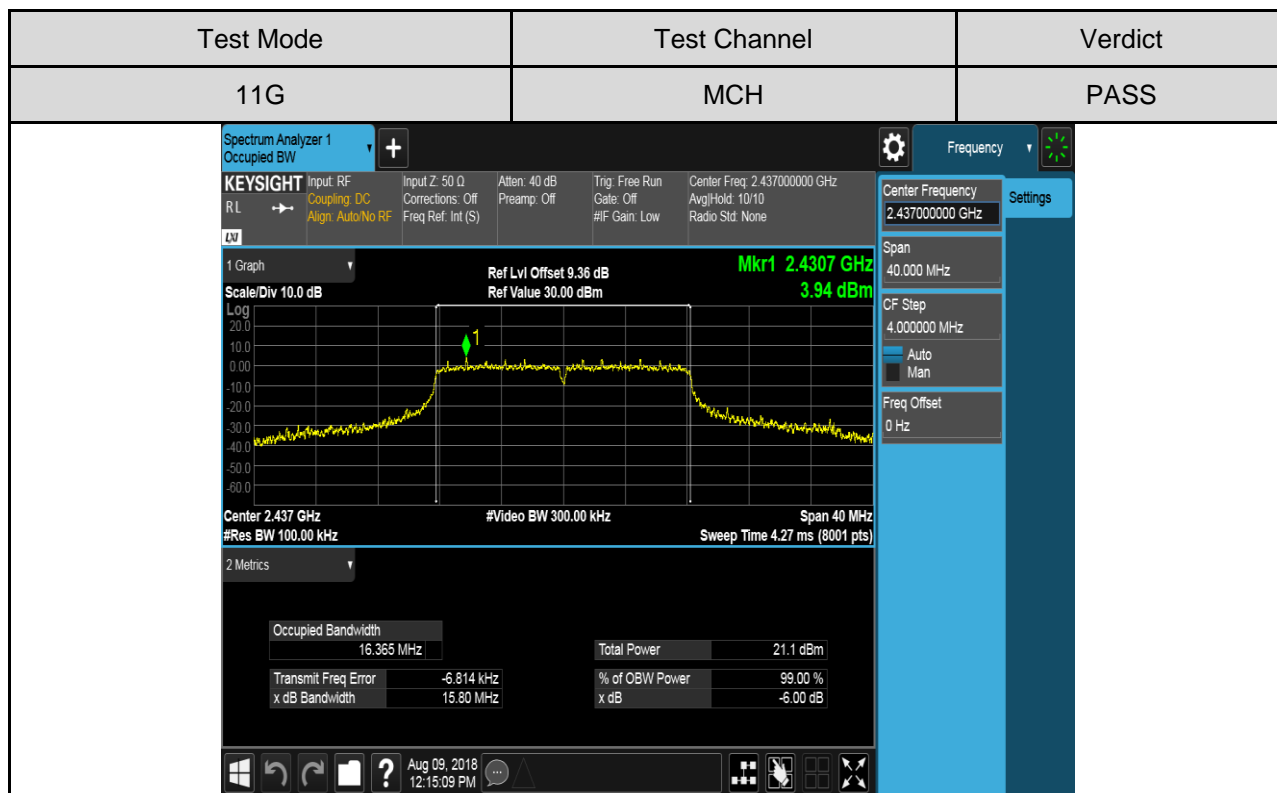 Test Mode Test Channel Verdict
11G MCH PASS
Spectrum Analyzer 1
Occupied BW
+
Frequency
KEYSIGHT Input: RF Input Z: 50 Ω Atten: 40 dB Trig: Free Run Center Freq: 2.437000000 GHz
RL Coupling: DC Corrections: Off Preamp: Off Gate: Off Avg|Hold: 10/10
Align: Auto/No RF Freq Ref: Int (S) #IF Gain: Low Radio Std: None
LXI
Center Frequency
2.437000000 GHz
Settings
Span
40.000 MHz
CF Step
4.000000 MHz
Auto
Man
Freq Offset
0 Hz
1 Graph Ref Lvl Offset 9.36 dB Mkr1 2.4307 GHz
Scale/Div 10.0 dB Ref Value 30.00 dBm 3.94 dBm
Log
20.0
10.0
0.00
-10.0
-20.0
-30.0
-40.0
-50.0
-60.0
1
Center 2.437 GHz #Video BW 300.00 kHz Span 40 MHz
#Res BW 100.00 kHz Sweep Time 4.27 ms (8001 pts)
2 Metrics
Occupied Bandwidth
16.365 MHz Total Power 21.1 dBm
Transmit Freq Error -6.814 kHz % of OBW Power 99.00 %
x dB Bandwidth 15.80 MHz x dB -6.00 dB
? Aug 09, 2018
12:15:09 PM